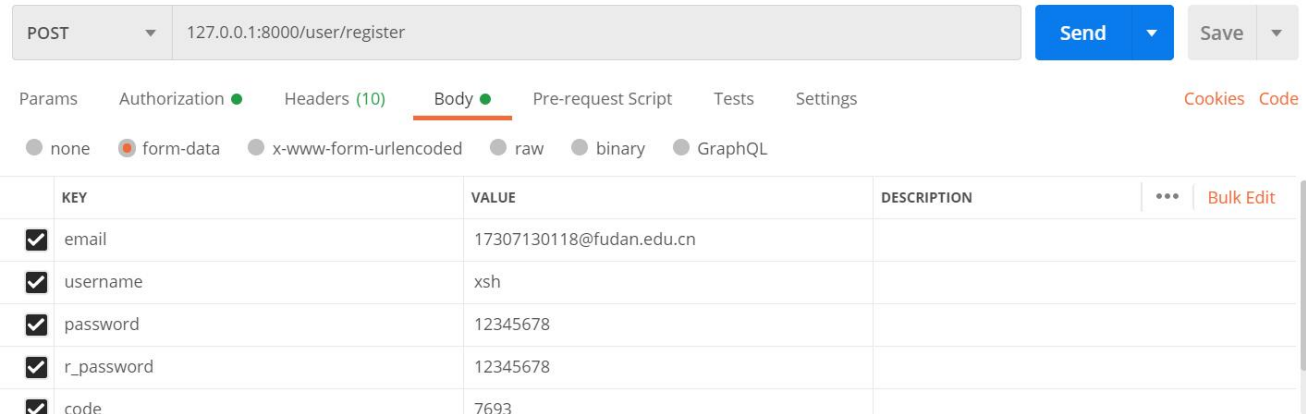 POST 127.0.0.1:8000/user/register Send Save
Params Authorization Headers (10) Body Pre-request Script Tests Settings Cookies Code
none form-data x-www-form-urlencoded raw binary GraphQL
KEY VALUE DESCRIPTION ••• Bulk Edit
email 17307130118@fudan.edu.cn
username xsh
password 12345678
r_password 12345678
code 7693